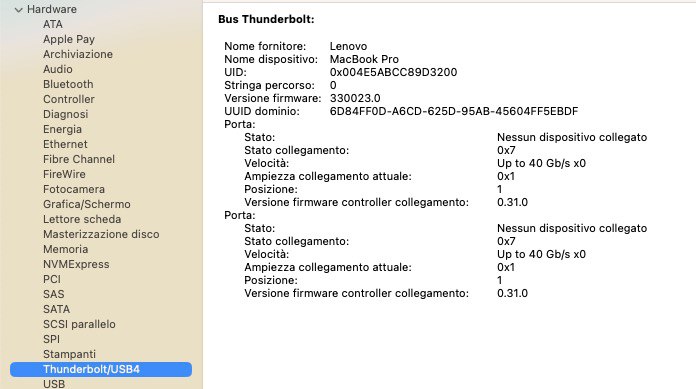 Hardware
ATA
Apple Pay
Archiviazione
Audio
Bluetooth
Controller
Diagnosi
Energia
Ethernet
Fibre Channel
FireWire
Fotocamera
Grafica/Schermo
Lettore scheda
Masterizzazione disco
Memoria
NVMExpress
PCI
SAS
SATA
SCSI parallelo
SPI
Stampanti
Thunderbolt/USB4
USB
Bus Thunderbolt:
Nome fornitore: Lenovo
Nome dispositivo: MacBook Pro
UID: 0x004E5ABCC89D3200
Stringa percorso: 0
Versione firmware: 330023.0
UUID dominio: 6D84FF0D-A6CD-625D-95AB-45604FF5EBDF
Porta:
Stato: Nessun dispositivo collegato
Stato collegamento: 0x7
Velocità: Up to 40 Gb/s x0
Ampiezza collegamento attuale: 0x1
Posizione: 1
Versione firmware controller collegamento: 0.31.0
Porta:
Stato: Nessun dispositivo collegato
Stato collegamento: 0x7
Velocità: Up to 40 Gb/s x0
Ampiezza collegamento attuale: 0x1
Posizione: 1
Versione firmware controller collegamento: 0.31.0